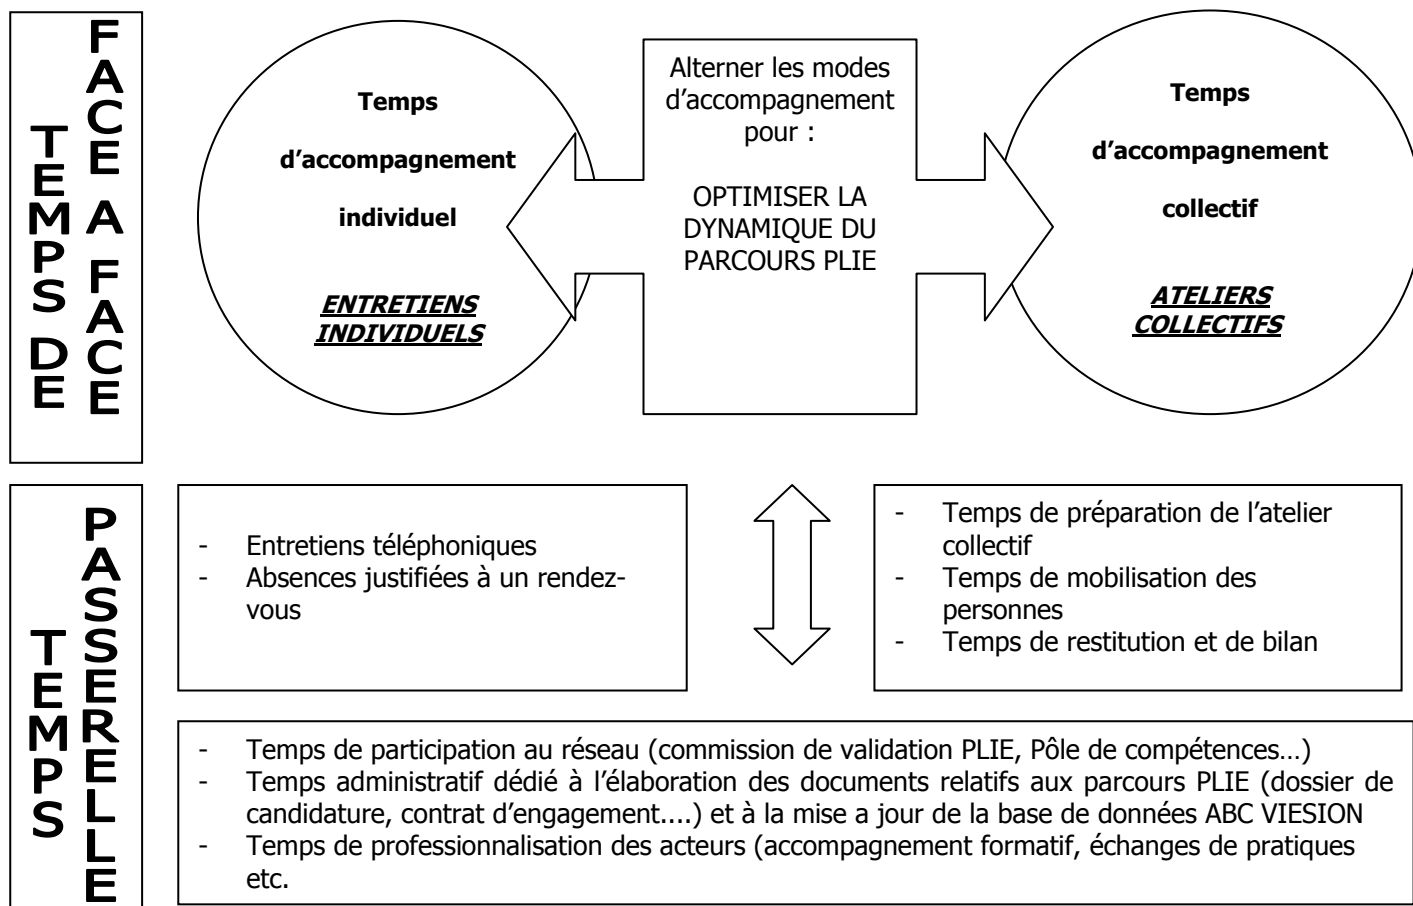 TEMPS DE
FACE A FACE
Temps
d’accompagnement
individuel
ENTRETIENS
INDIVIDUELS
Alterner les modes
d’accompagnement
pour :
OPTIMISER LA
DYNAMIQUE DU
PARCOURS PLIE
Temps
d’accompagnement
collectif
ATELIERS
COLLECTIFS
TEMPS
PASSERELLE
- Entretiens téléphoniques
- Absences justifiées à un rendez-
vous
- Temps de préparation de l’atelier
collectif
- Temps de mobilisation des
personnes
- Temps de restitution et de bilan
- Temps de participation au réseau (commission de validation PLIE, Pôle de compétences…)
- Temps administratif dédié à l’élaboration des documents relatifs aux parcours PLIE (dossier de
candidature, contrat d’engagement....) et à la mise a jour de la base de données ABC VIESION
- Temps de professionnalisation des acteurs (accompagnement formatif, échanges de pratiques
etc.